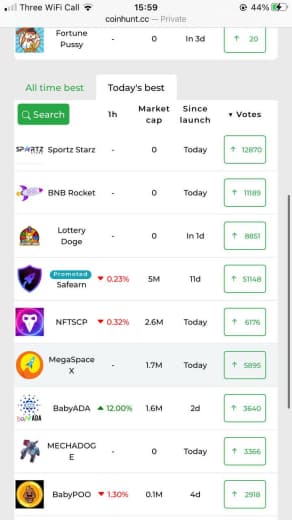 Three WiFi Call 15:59 44%
coinhunt.cc — Private
Fortune
Pussy - 0 In 3d ↑ 20
All time best Today's best
Search 1h Market
cap Since
launch ▼ Votes
SPORTZ Sportz Starz - 0 Today ↑ 12870
BNB Rocket - 0 Today ↑ 11189
Lottery
Doge - 0 In 1d ↑ 8851
Promoted
Safearn ▼ 0.23% 5M 11d ↑ 51148
NFTSCP ▼ 0.32% 2.6M Today ↑ 6176
MegaSpace
X - 1.7M Today ↑ 5895
BabyADA ▲ 12.00% 1.6M 2d ↑ 3640
MECHADOG
E - 0 Today ↑ 3366
BabyPOO ▼ 1.30% 0.1M 4d ↑ 2918